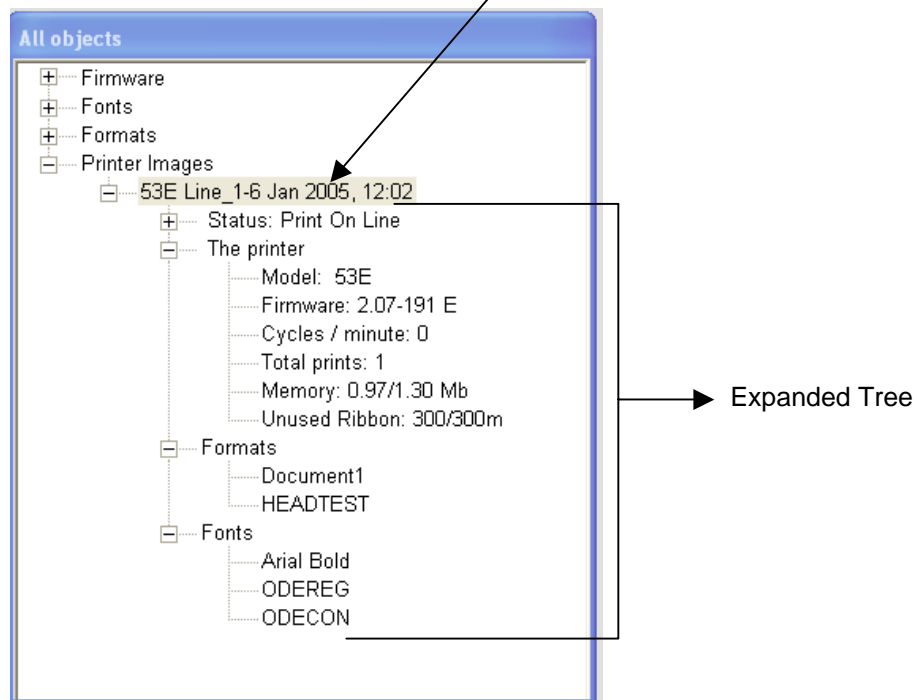 All objects
Firmware
Fonts
Formats
Printer Images
53E Line_1-6 Jan 2005, 12:02
Status: Print On Line
The printer
Model: 53E
Firmware: 2.07-191 E
Cycles / minute: 0
Total prints: 1
Memory: 0.97/1.30 Mb
Unused Ribbon: 300/300m
Expanded Tree
Formats
Document1
HEADTEST
Fonts
Arial Bold
ODEREG
ODECON